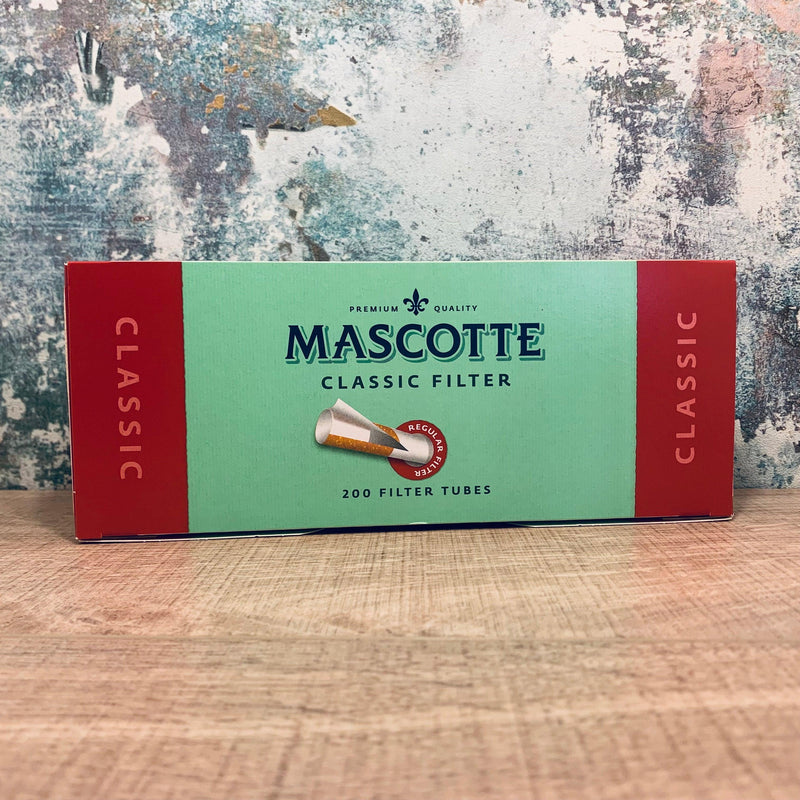 CLASSIC
PREMIUM QUALITY
MASCOTTE
CLASSIC FILTER
REGULAR FILTER
200 FILTER TUBES
CLASSIC